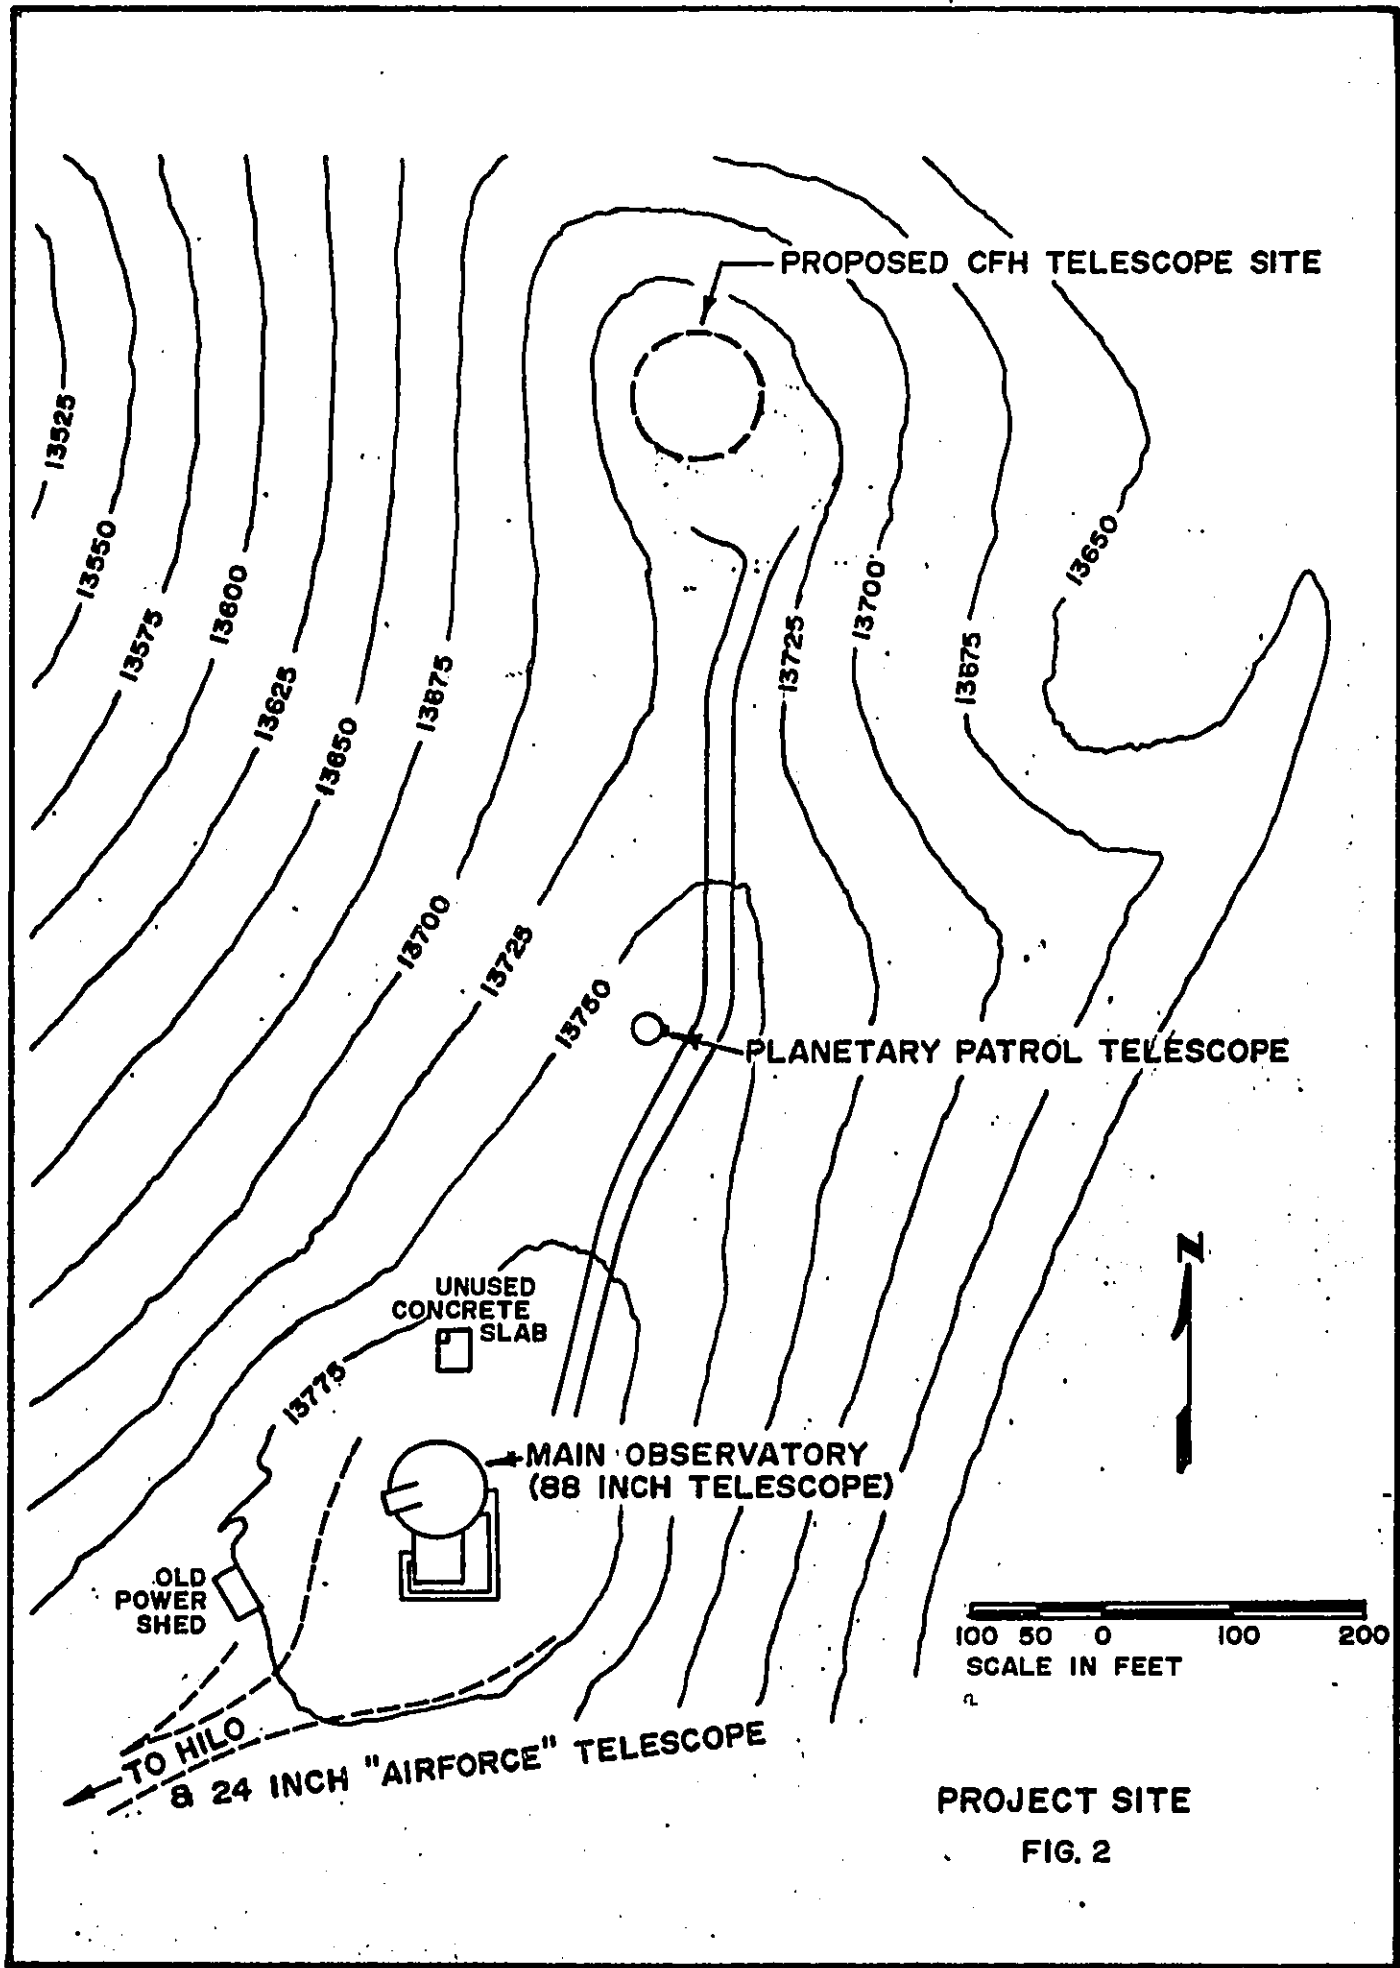 PROPOSED CFH TELESCOPE SITE
13525
13550
13575
13600
13625
13650
13675
13700
13725
13750
13775
13725
13700
13675
13650
PLANETARY PATROL TELESCOPE
UNUSED
CONCRETE
SLAB
N
MAIN OBSERVATORY
(88 INCH TELESCOPE)
OLD
POWER
SHED
100 50 0 100 200
SCALE IN FEET
TO HILO
& 24 INCH "AIRFORCE" TELESCOPE
PROJECT SITE
FIG. 2